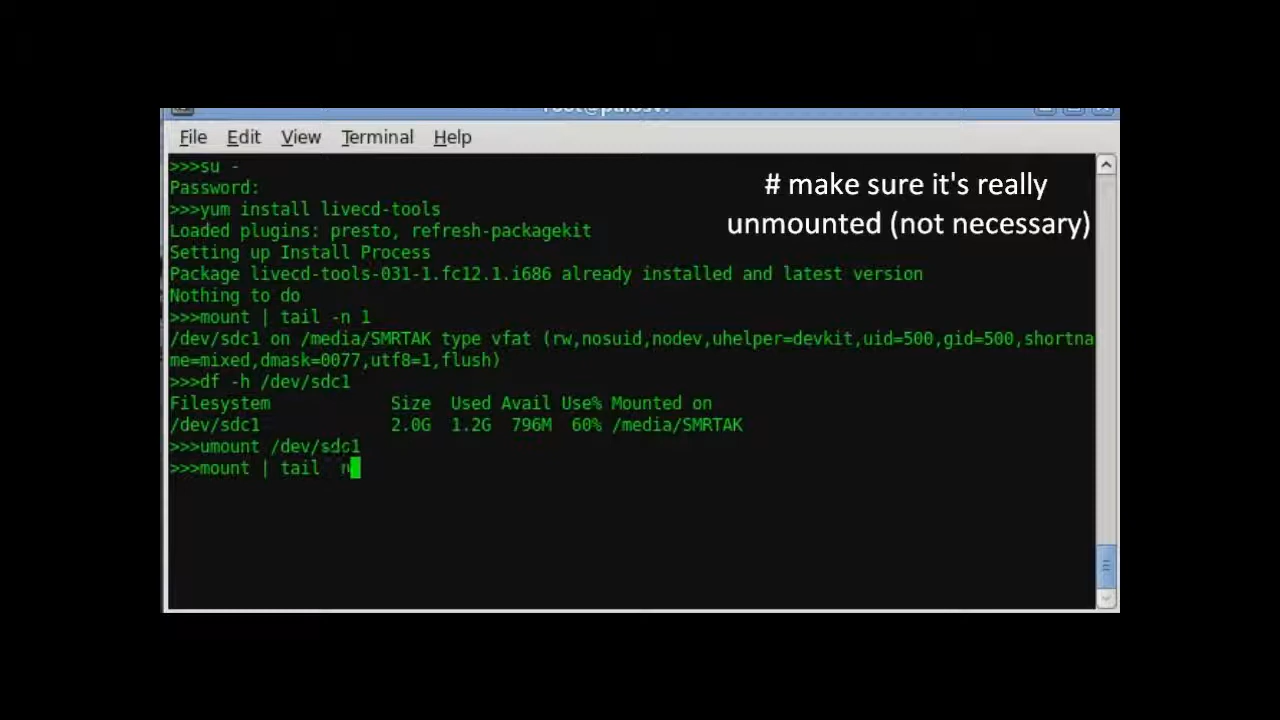 File Edit View Terminal Help
>>>su -
Password:
>>>yum install livecd-tools
Loaded plugins: presto, refresh-packagekit
Setting up Install Process
Package livecd-tools-031-1.fc12.1.i686 already installed and latest version
Nothing to do
>>>mount | tail -n 1
/dev/sdc1 on /media/SMRTAK type vfat (rw,nosuid,nodev,uhelper=devkit,uid=500,gid=500,shortna
me=mixed,dmask=0077,utf8=1,flush)
>>>df -h /dev/sdc1
Filesystem Size Used Avail Use% Mounted on
/dev/sdc1 2.0G 1.2G 796M 60% /media/SMRTAK
>>>umount /dev/sdc1
>>>mount | tail
# make sure it's really
unmounted (not necessary)